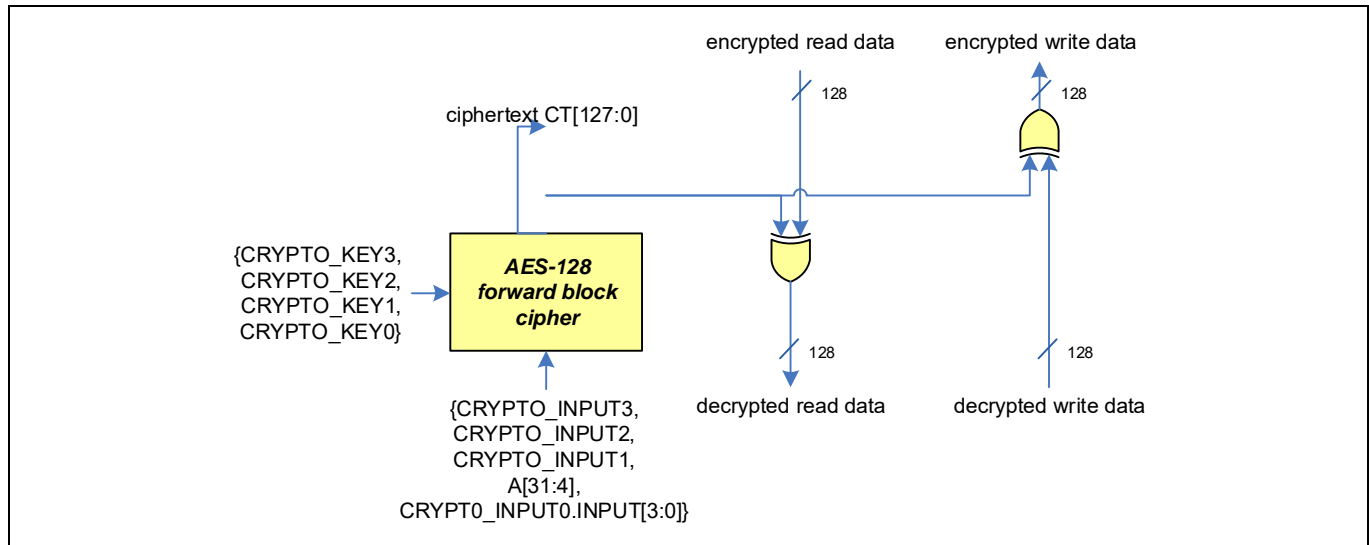 encrypted read data
encrypted write data
128
128
ciphertext CT[127:0]
{CRYPTO_KEY3,
CRYPTO_KEY2,
CRYPTO_KEY1,
CRYPTO_KEY0}
AES-128
forward block
cipher
128
128
{CRYPTO_INPUT3,
CRYPTO_INPUT2,
CRYPTO_INPUT1,
A[31:4],
CRYPT0_INPUT0.INPUT[3:0]}
decrypted read data
decrypted write data